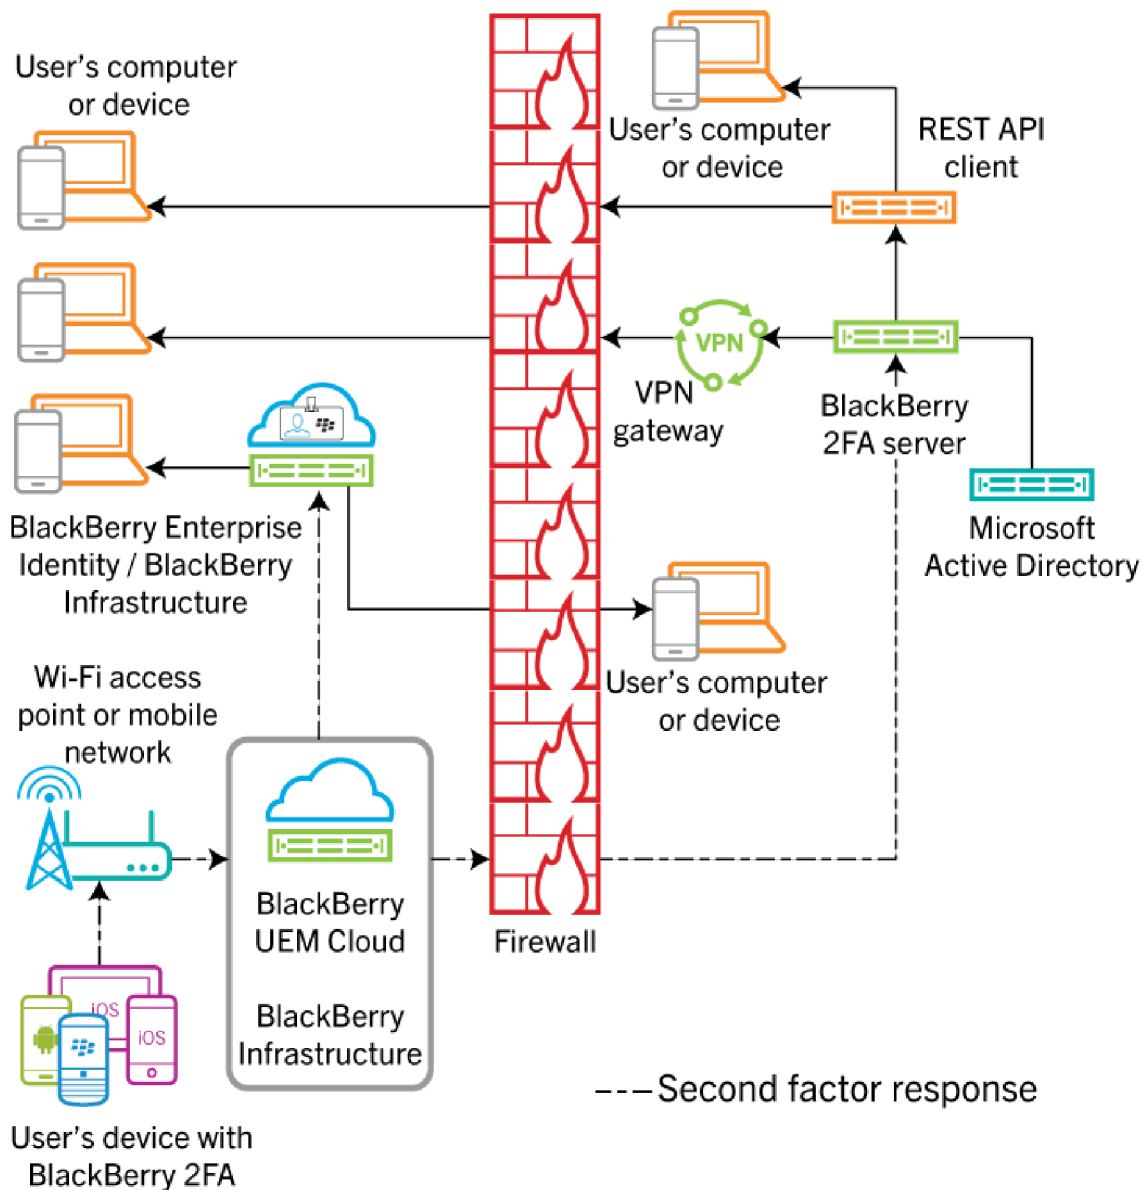 User's computer
or device
User's computer
or device
REST API
client
VPN
VPN
gateway
BlackBerry
2FA server
Microsoft
Active Directory
BlackBerry Enterprise
Identity / BlackBerry
Infrastructure
User's computer
or device
Wi-Fi access
point or mobile
network
BlackBerry
UEM Cloud
BlackBerry
Infrastructure
Firewall
iOS
iOS
Second factor response
User's device with
BlackBerry 2FA